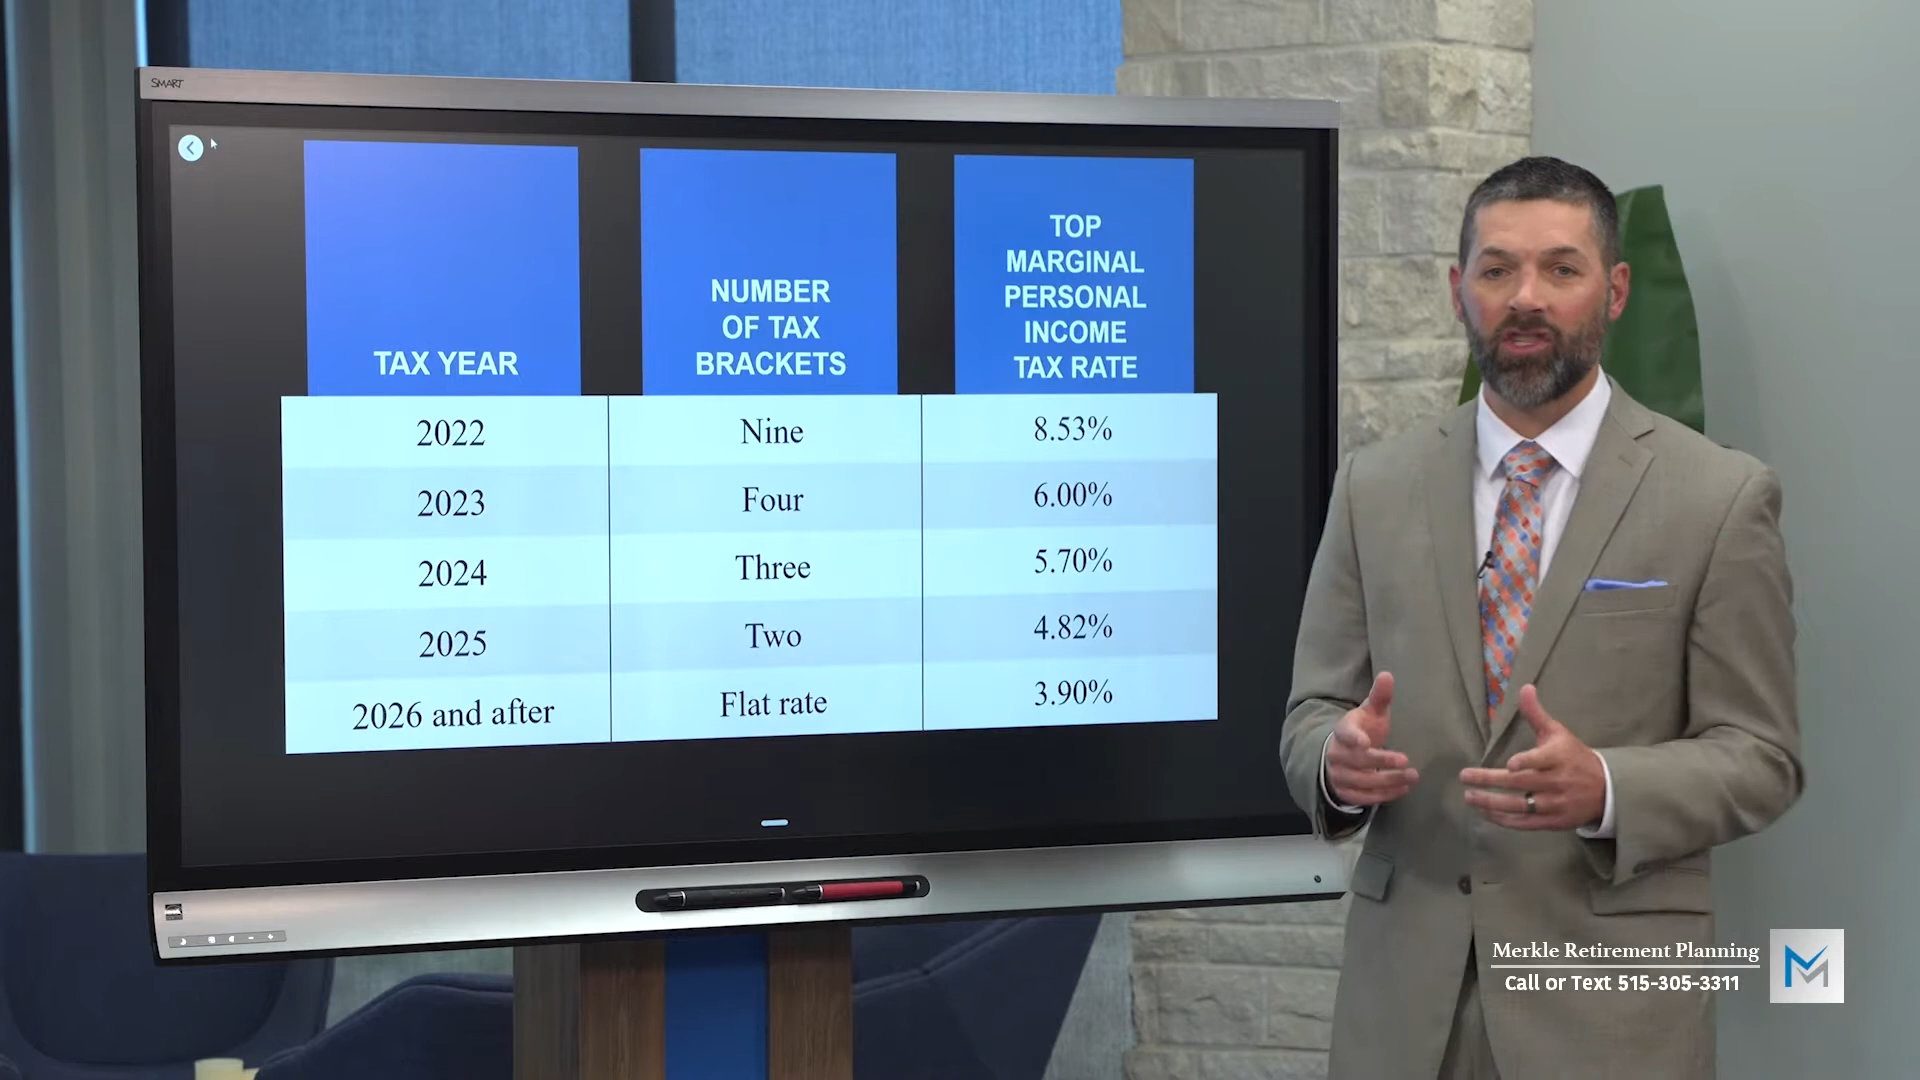 SMART
TAX YEAR
NUMBER
OF TAX
BRACKETS
TOP
MARGINAL
PERSONAL
INCOME
TAX RATE
2022 Nine 8.53%
2023 Four 6.00%
2024 Three 5.70%
2025 Two 4.82%
2026 and after Flat rate 3.90%
Merkle Retirement Planning
Call or Text 515-305-3311